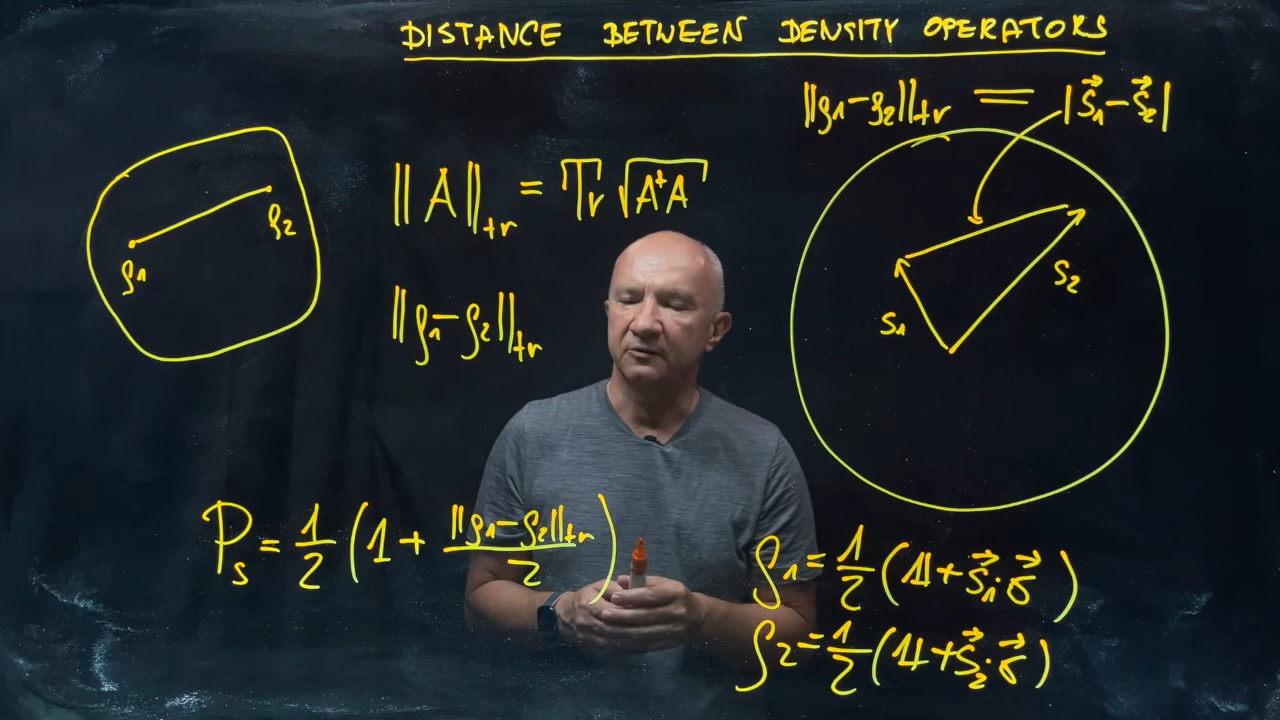 DISTANCE BETWEEN DENSITY OPERATORS
||ρ1-ρ2||tr = |s⃗1-s⃗2|
ρ1
ρ2
||A||tr = Tr √A†A
||ρ1-ρ2||tr
s1
s2
Ps = 1/2 (1 + ||ρ1-ρ2||tr/2)
ρ1 = 1/2 (𝟙 + s⃗1·σ⃗)
ρ2 = 1/2 (𝟙 + s⃗2·σ⃗)